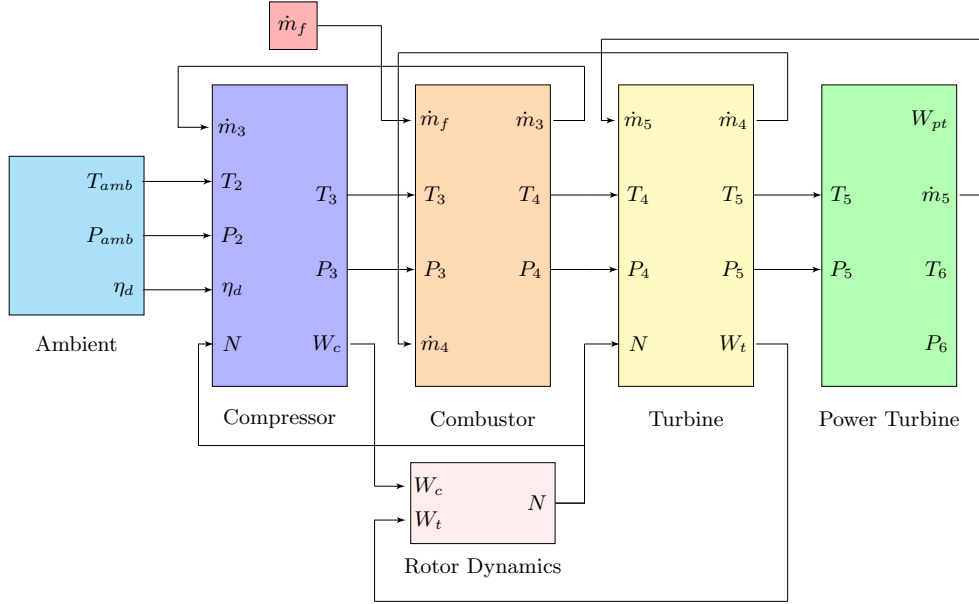 ṁ_f
ṁ_3
T_2
P_2
η_d
N
T_3
P_3
W_c
T_amb
P_amb
η_d
Ambient
Compressor
ṁ_f
T_3
P_3
ṁ_4
ṁ_3
T_4
P_4
Combustor
ṁ_5
T_4
P_4
N
ṁ_4
T_5
P_5
W_t
Turbine
T_5
P_5
W_pt
ṁ_5
T_6
P_6
Power Turbine
W_c
W_t
N
Rotor Dynamics